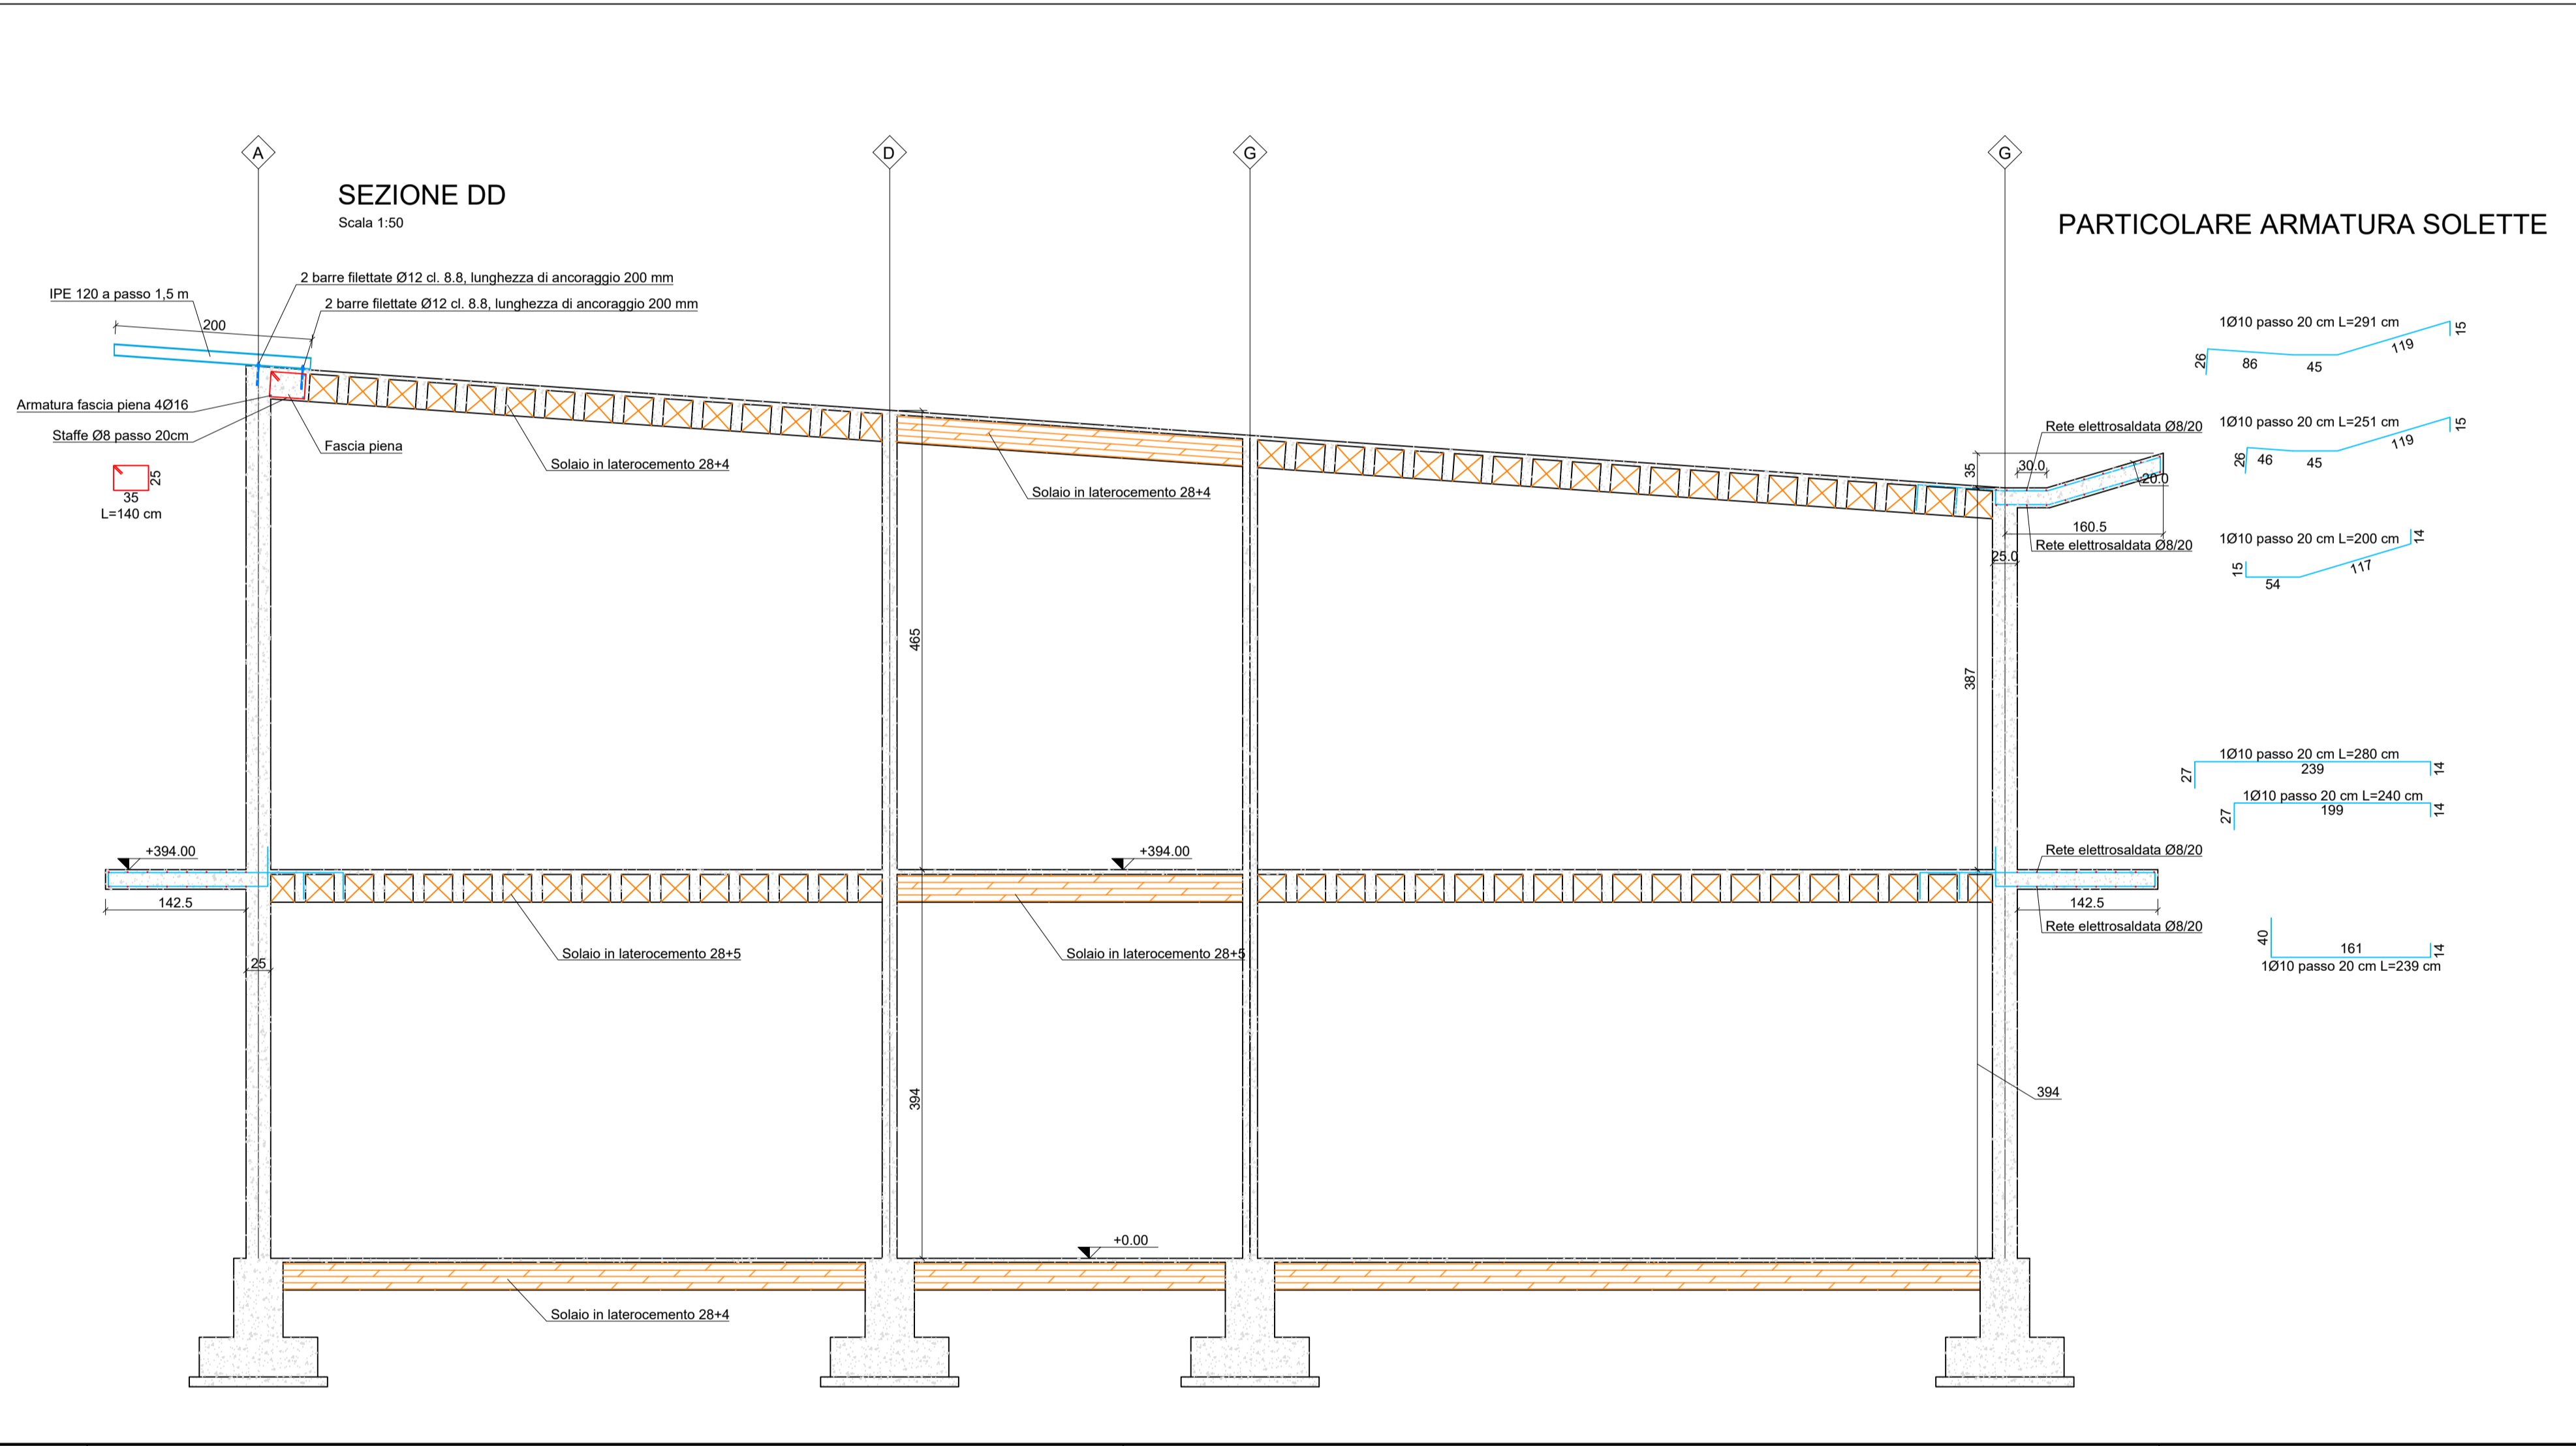 A
D
G
G
SEZIONE DD
Scala 1:50
PARTICOLARE ARMATURA SOLETTE
2 barre filettate Ø12 cl. 8.8, lunghezza di ancoraggio 200 mm
IPE 120 a passo 1,5 m
2 barre filettate Ø12 cl. 8.8, lunghezza di ancoraggio 200 mm
200
Armatura fascia piena 4Ø16
Staffe Ø8 passo 20cm
Fascia piena
35
25
L=140 cm
Solaio in laterocemento 28+4
Solaio in laterocemento 28+4
Rete elettrosaldata Ø8/20
35
30.0
20.0
160.5
Rete elettrosaldata Ø8/20
25.0
1Ø10 passo 20 cm L=291 cm
26
86
45
119
15
1Ø10 passo 20 cm L=251 cm
26
46
45
119
15
1Ø10 passo 20 cm L=200 cm
15
54
117
14
465
387
1Ø10 passo 20 cm L=280 cm
27
239
14
1Ø10 passo 20 cm L=240 cm
27
199
14
+394.00
+394.00
142.5
Rete elettrosaldata Ø8/20
142.5
Rete elettrosaldata Ø8/20
Solaio in laterocemento 28+5
Solaio in laterocemento 28+5
25
40
161
14
1Ø10 passo 20 cm L=239 cm
394
394
+0.00
Solaio in laterocemento 28+4